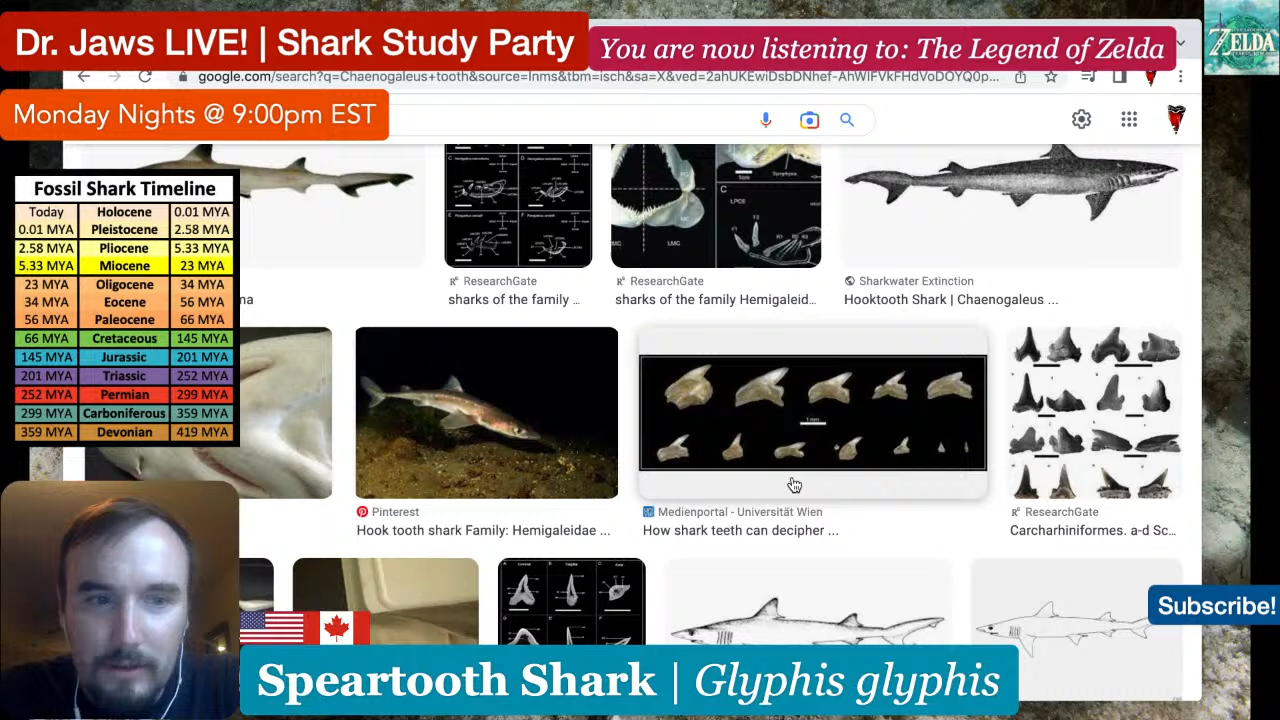 Dr. Jaws LIVE! | Shark Study Party
You are now listening to: The Legend of Zelda
ZELDA
google.com/search?q=Chaenogaleus+tooth&source=lnms&tbm=isch&sa=X&ved=2ahUKEwiDsbDNhef-AhWIFVkFHdVoDOYQ0p...
Monday Nights @ 9:00pm EST
Fossil Shark Timeline
Today Holocene 0.01 MYA
0.01 MYA Pleistocene 2.58 MYA
2.58 MYA Pliocene 5.33 MYA
5.33 MYA Miocene 23 MYA
23 MYA Oligocene 34 MYA
34 MYA Eocene 56 MYA
56 MYA Paleocene 66 MYA
66 MYA Cretaceous 145 MYA
145 MYA Jurassic 201 MYA
201 MYA Triassic 252 MYA
252 MYA Permian 299 MYA
299 MYA Carboniferous 359 MYA
359 MYA Devonian 419 MYA
ResearchGate
sharks of the family ...
ResearchGate
sharks of the family Hemigaleid...
Sharkwater Extinction
Hooktooth Shark | Chaenogaleus ...
Pinterest
Hook tooth shark Family: Hemigaleidae ...
Medienportal - Universität Wien
How shark teeth can decipher ...
ResearchGate
Carcharhiniformes. a-d Sc...
Subscribe!
Speartooth Shark | Glyphis glyphis